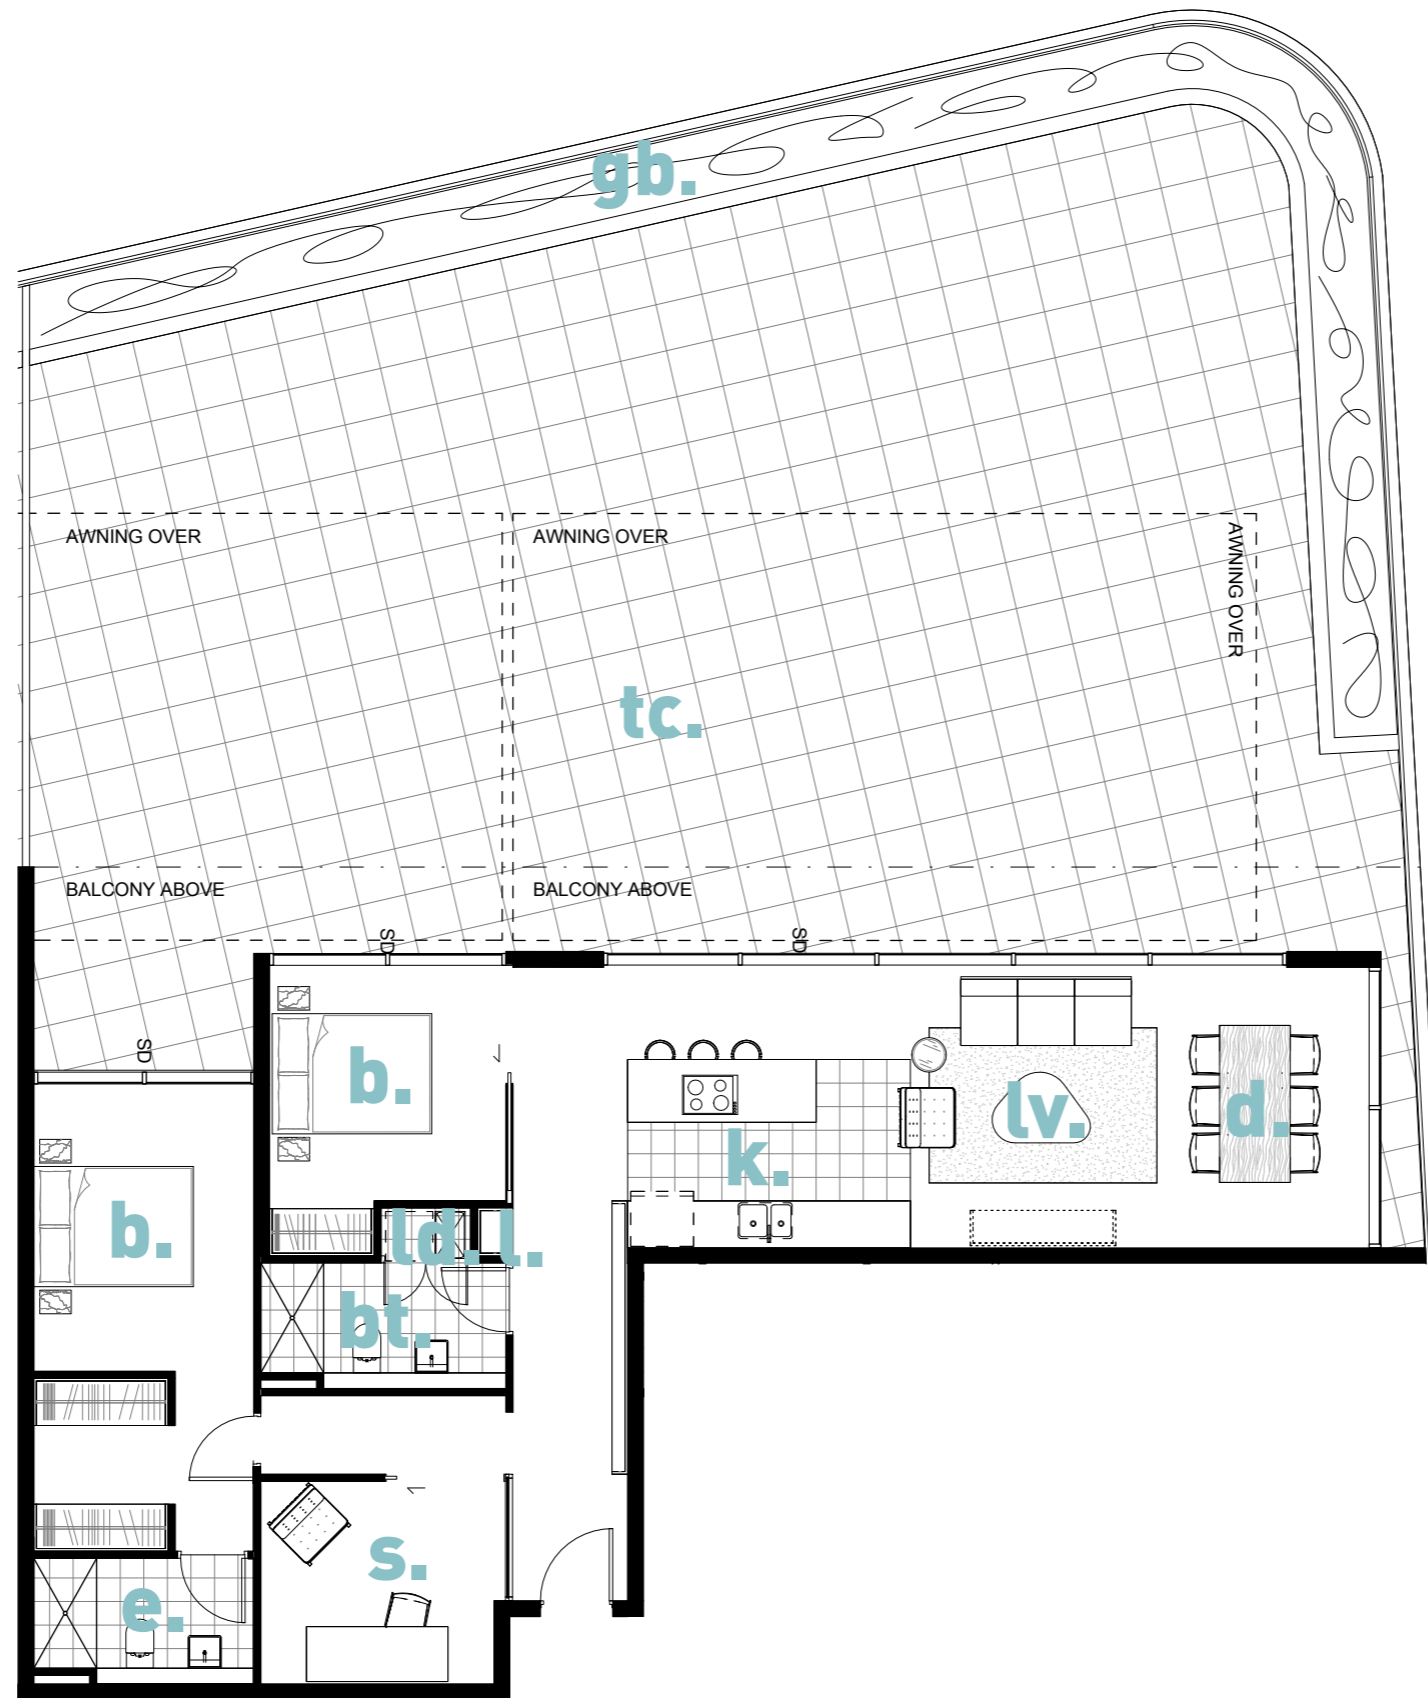 gb.
AWNING OVER
AWNING OVER
AWNING OVER
tc.
BALCONY ABOVE
BALCONY ABOVE
SD
SD
SD
b.
lv.
d.
k.
b.
ld.
l.
bt.
s.
e.